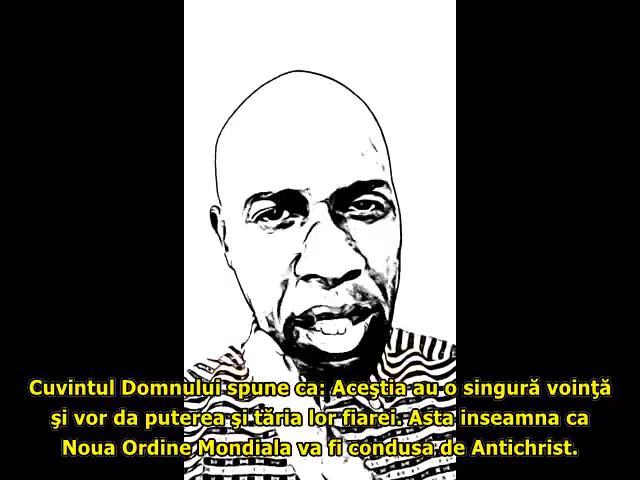 Cuvintul Domnului spune ca: Aceştia au o singură voinţă
şi vor da puterea şi tăria lor fiarei. Asta inseamna ca
Noua Ordine Mondiala va fi condusa de Antichrist.